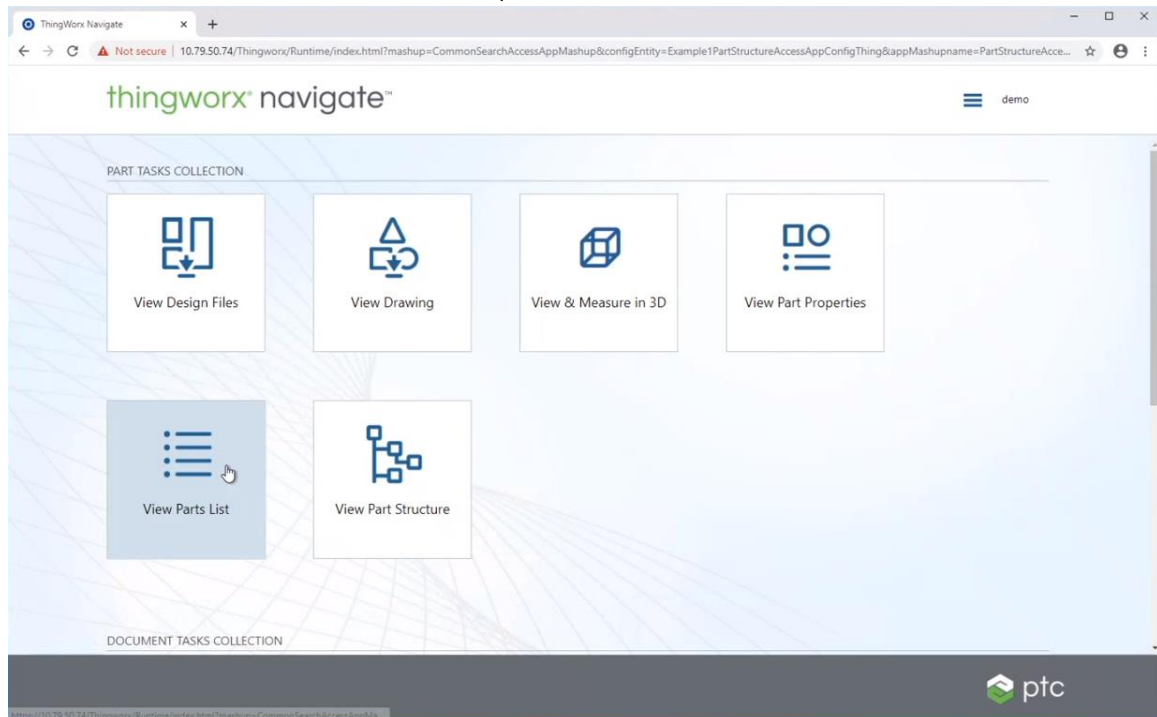 ThingWorx Navigate
Not secure | 10.79.50.74/Thingworx/Runtime/index.html?mashup=CommonSearchAccessAppMashup&configEntity=Example1PartStructureAccessAppConfigThing&appMashupname=PartStructureAcce...
thingworx® navigate™
demo
PART TASKS COLLECTION
View Design Files
View Drawing
View & Measure in 3D
View Part Properties
View Parts List
View Part Structure
DOCUMENT TASKS COLLECTION
ptc